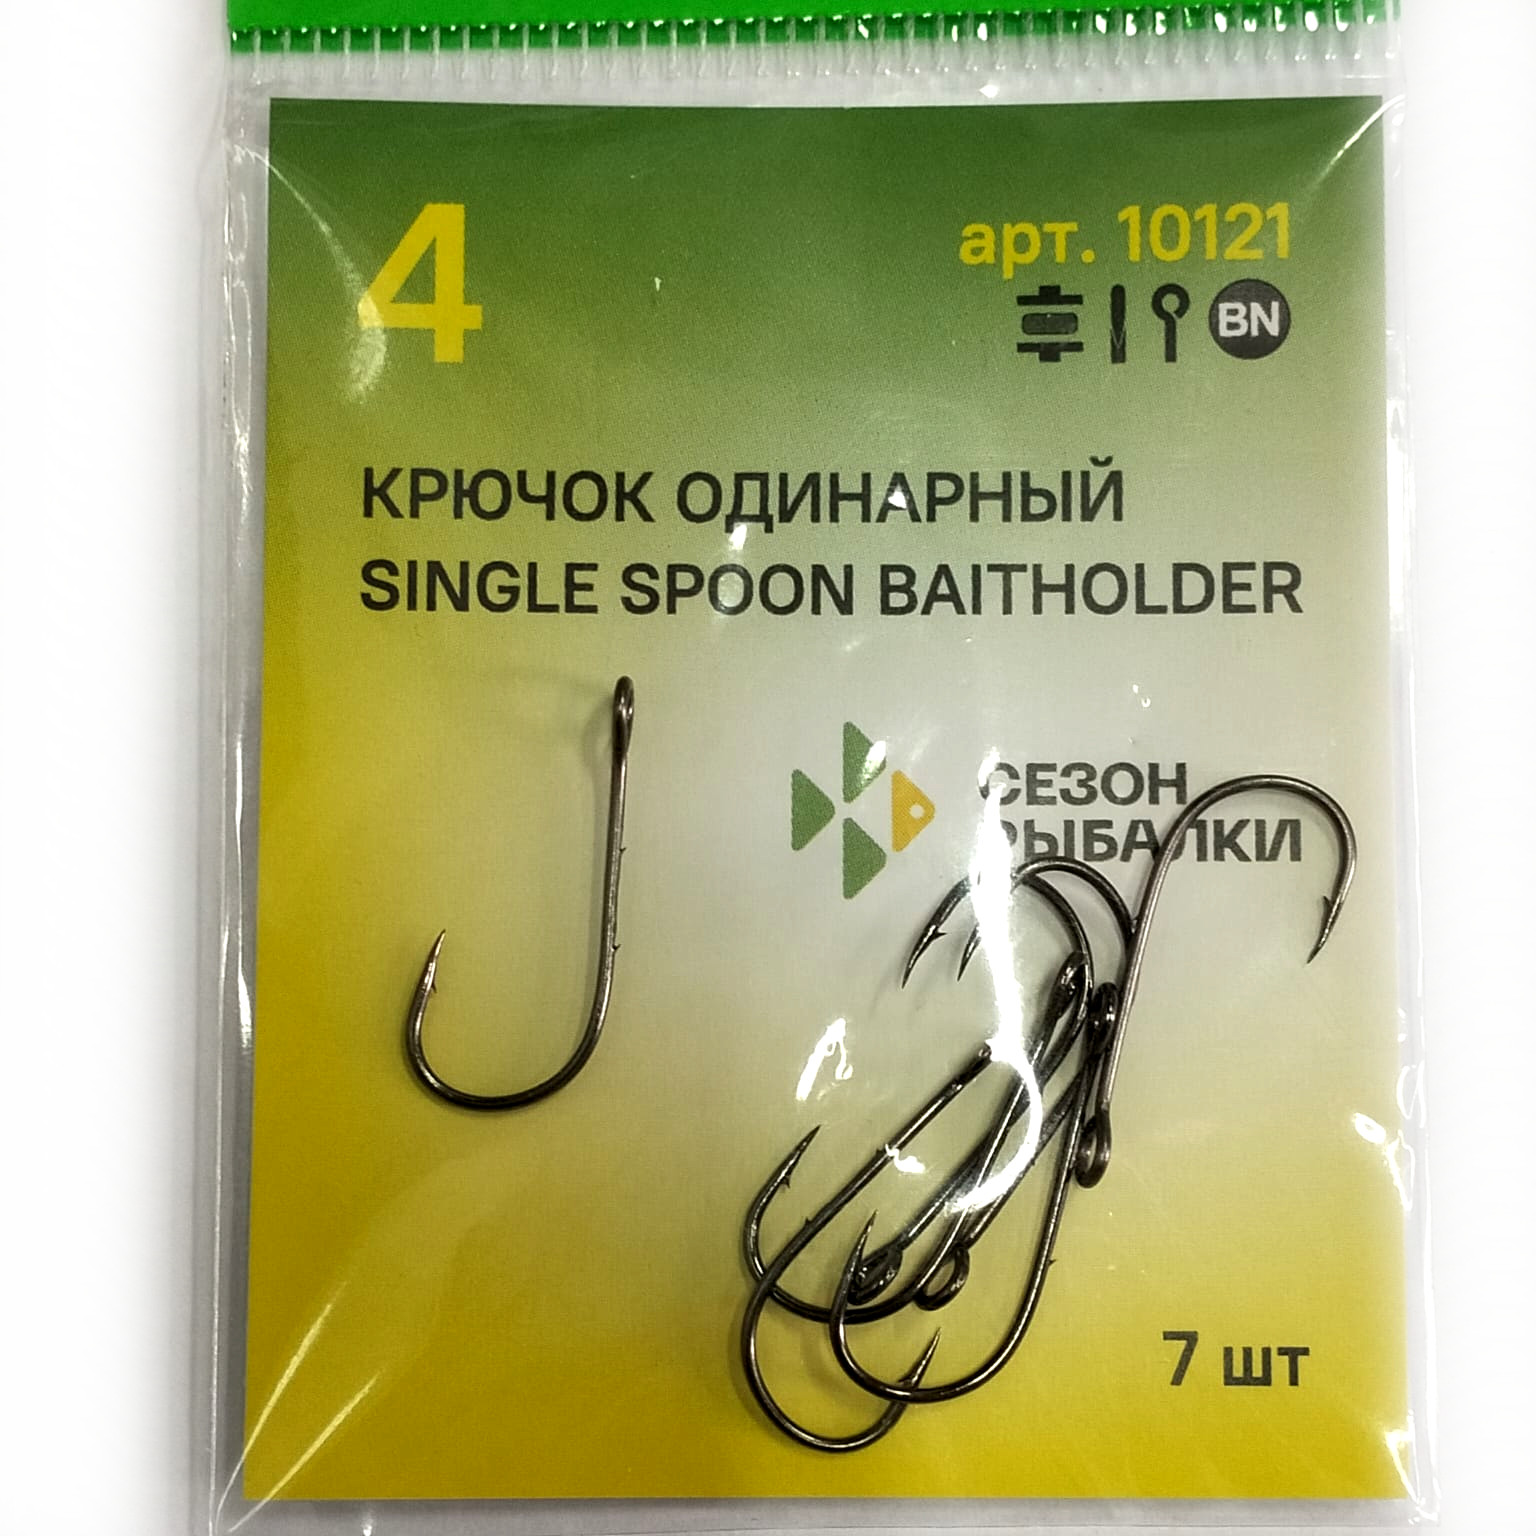 4
арт. 10121
BN
КРЮЧОК ОДИНАРНЫЙ
SINGLE SPOON BAITHOLDER
СЕЗОН
РЫБАЛКИ
7 шт